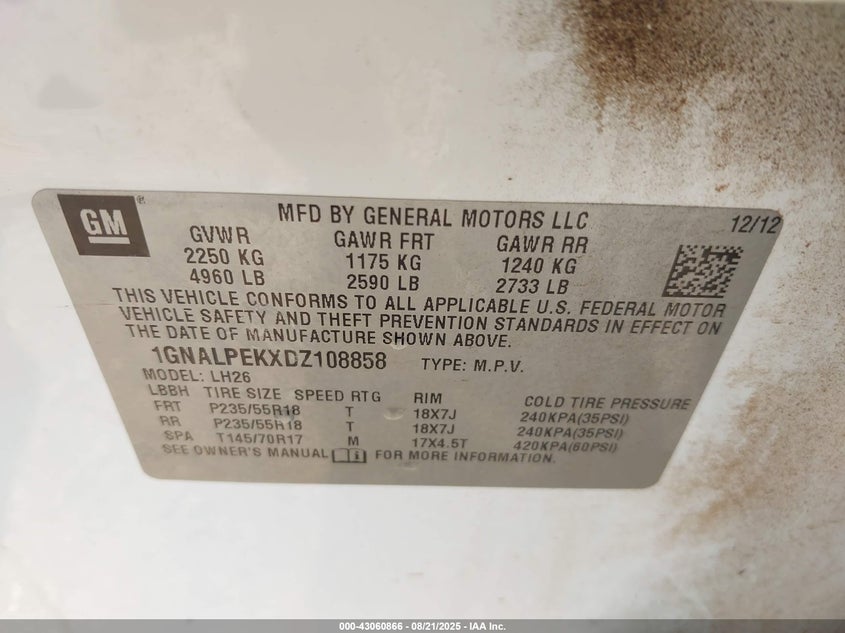 GM®
MFD BY GENERAL MOTORS LLC 12/12
GVWR GAWR FRT GAWR RR
2250 KG 1175 KG 1240 KG
4960 LB 2590 LB 2733 LB
THIS VEHICLE CONFORMS TO ALL APPLICABLE U.S. FEDERAL MOTOR
VEHICLE SAFETY AND THEFT PREVENTION STANDARDS IN EFFECT ON
THE DATE OF MANUFACTURE SHOWN ABOVE.
1GNALPEKXDZ108858 TYPE: M.P.V.
MODEL: LH26
LBBH TIRE SIZE SPEED RTG RIM COLD TIRE PRESSURE
FRT P235/55R18 T 18X7J 240KPA(35PSI)
RR P235/55R18 T 18X7J 240KPA(35PSI)
SPA T145/70R17 M 17X4.5T 420KPA(60PSI)
SEE OWNER'S MANUAL FOR MORE INFORMATION.
000-43060866 - 08/21/2025 - IAA Inc.